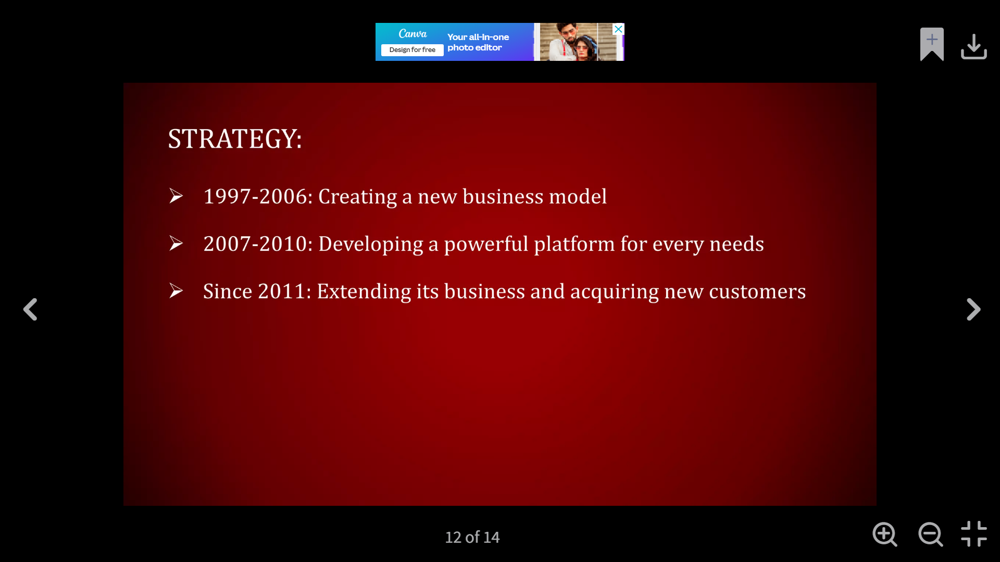 Canva
Design for free
Your all-in-one
photo editor
STRATEGY:
➢ 1997-2006: Creating a new business model
➢ 2007-2010: Developing a powerful platform for every needs
➢ Since 2011: Extending its business and acquiring new customers
12 of 14